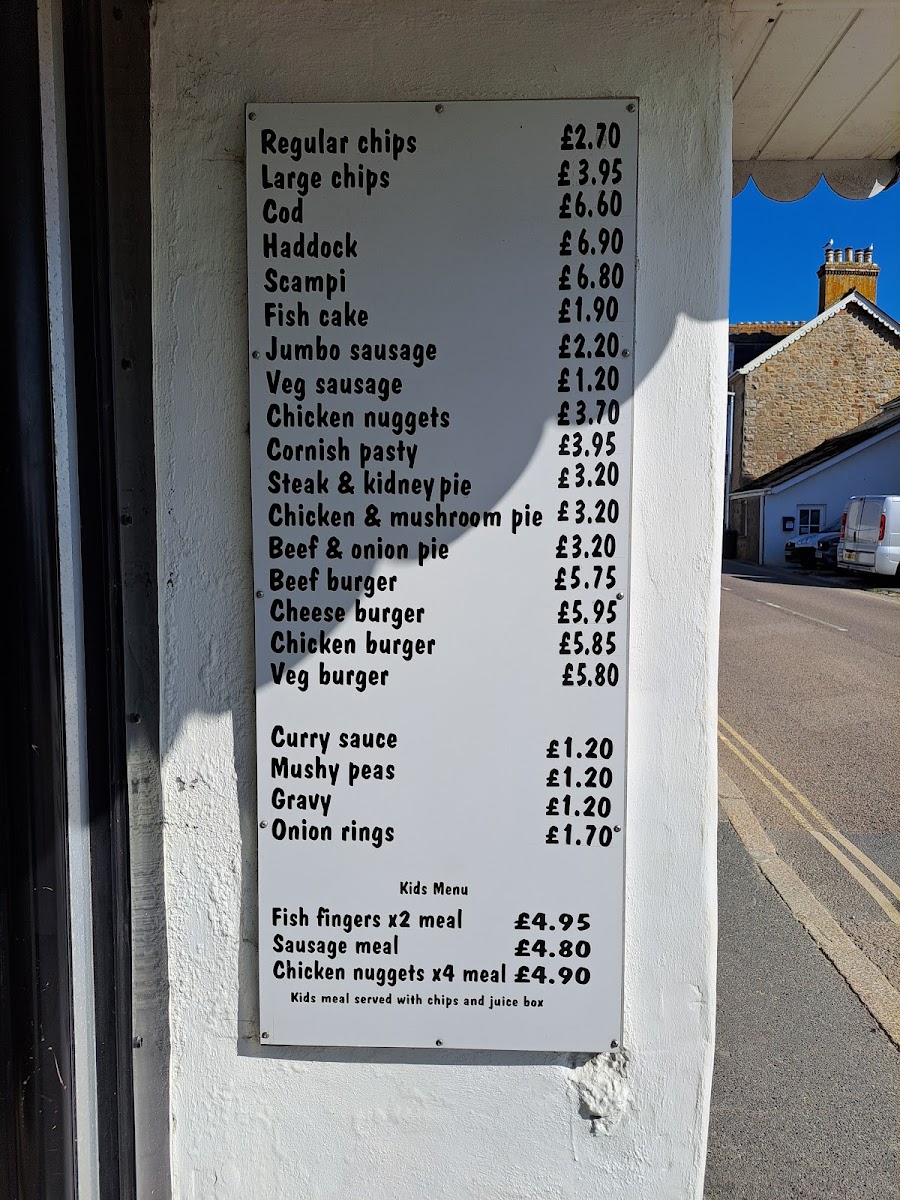 Regular chips £2.70
Large chips £3.95
Cod £6.60
Haddock £6.90
Scampi £6.80
Fish cake £1.90
Jumbo sausage £2.20
Veg sausage £1.20
Chicken nuggets £3.70
Cornish pasty £3.95
Steak & kidney pie £3.20
Chicken & mushroom pie £3.20
Beef & onion pie £3.20
Beef burger £5.75
Cheese burger £5.95
Chicken burger £5.85
Veg burger £5.80
Curry sauce £1.20
Mushy peas £1.20
Gravy £1.20
Onion rings £1.70
Kids Menu
Fish fingers x2 meal £4.95
Sausage meal £4.80
Chicken nuggets x4 meal £4.90
Kids meal served with chips and juice box